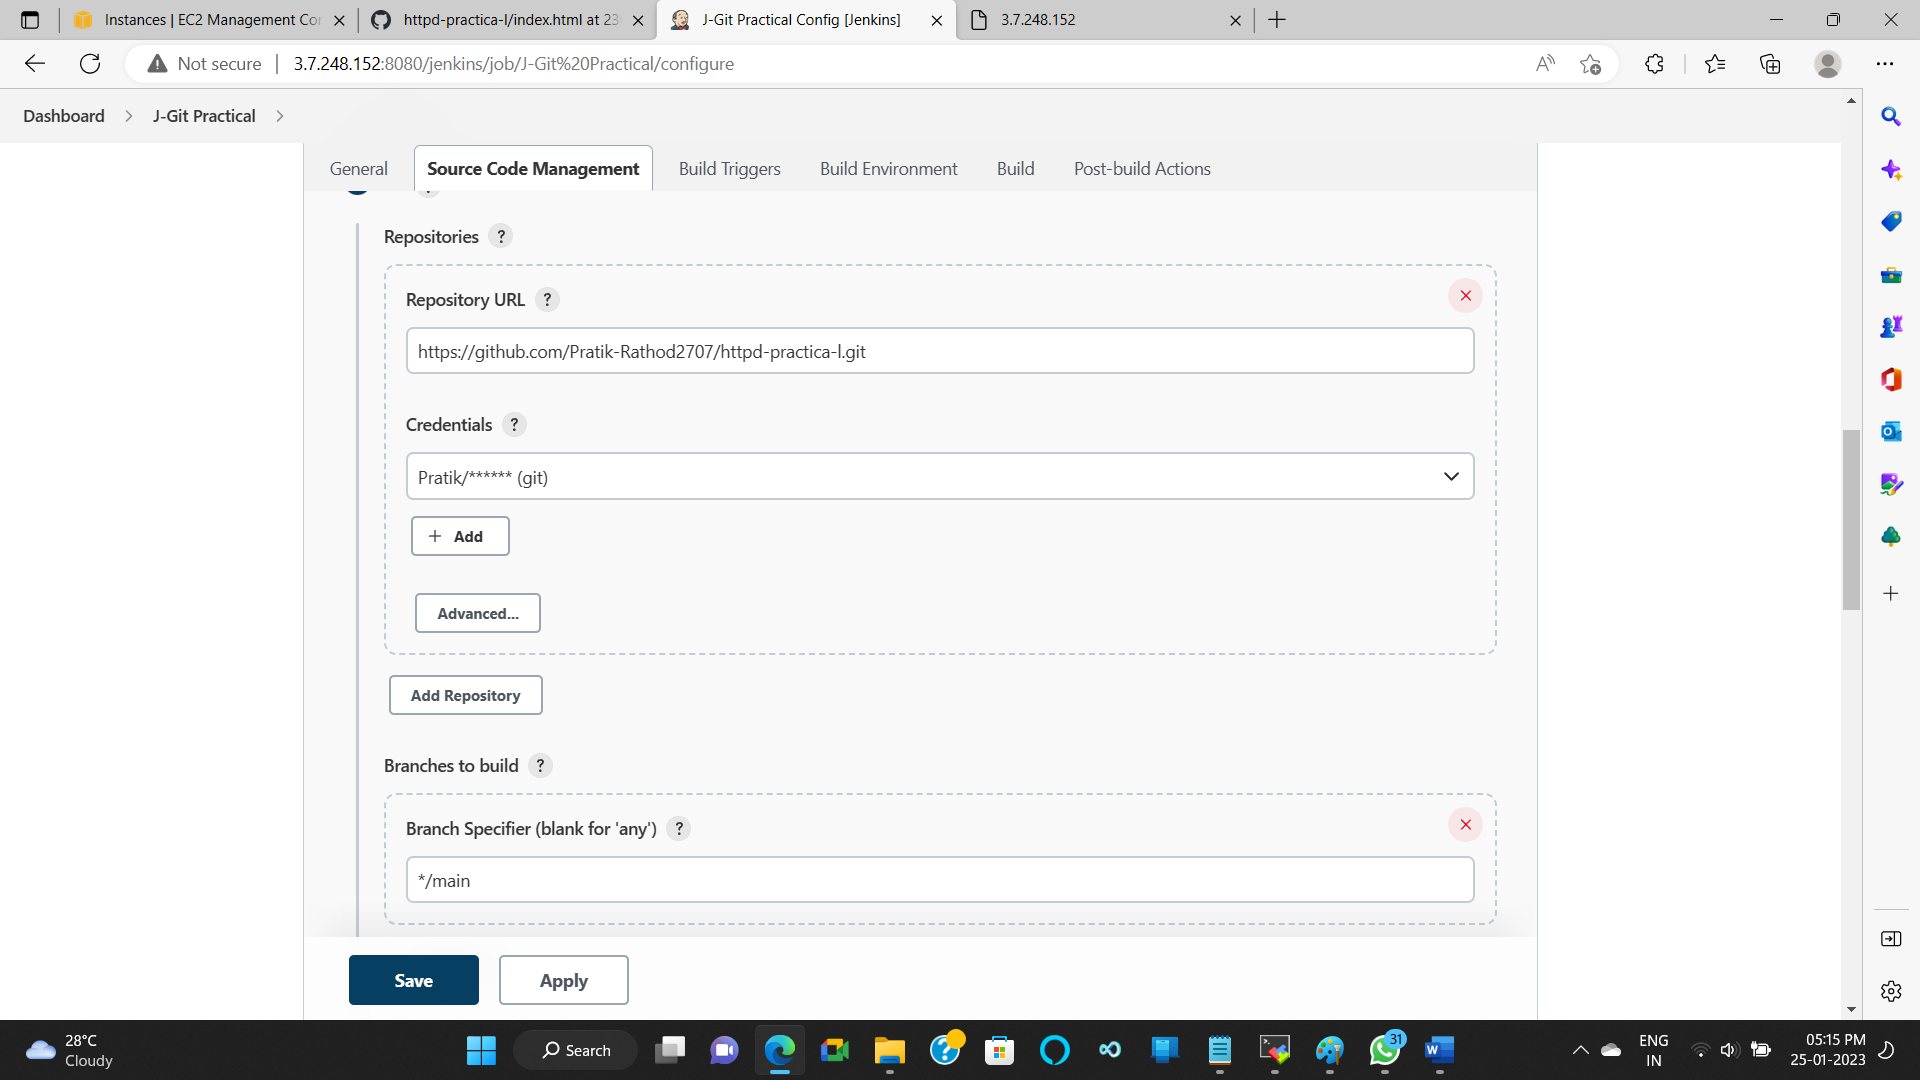 Instances | EC2 Management Cor
httpd-practica-l/index.html at 230
J-Git Practical Config [Jenkins]
3.7.248.152
Not secure
3.7.248.152:8080/jenkins/job/J-Git%20Practical/configure
Dashboard
J-Git Practical
General
Source Code Management
Build Triggers
Build Environment
Build
Post-build Actions
Repositories ?
Repository URL ?
https://github.com/Pratik-Rathod2707/httpd-practica-l.git
Credentials ?
Pratik/****** (git)
+ Add
Advanced...
Add Repository
Branches to build ?
Branch Specifier (blank for 'any') ?
*/main
Save
Apply
28°C
Cloudy
Search
31
ENG
IN
05:15 PM
25-01-2023